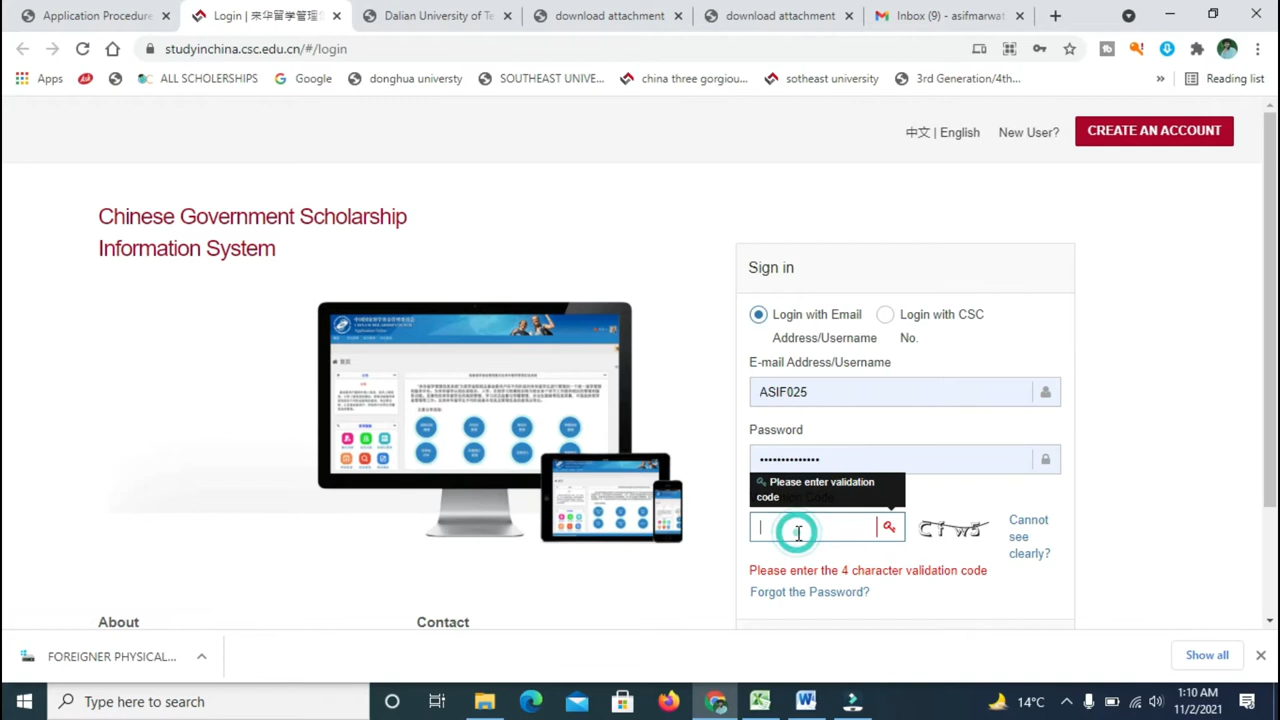 Application Procedure
Login | 来华留学管理
Dalian University of Te
download attachment
download attachment
Inbox (9) - asifmarwat
studyinchina.csc.edu.cn/#/login
Apps
ALL SCHOLARSHIPS
Google
donghua unversty
SOUTHEAST UNIVE...
china three gorgiou...
sotheast university
3rd Generation/4th...
»
Reading list
中文 | English
New User?
CREATE AN ACCOUNT
Chinese Government Scholarship
Information System
Sign in
Login with Email
Address/Username
Login with CSC
No.
E-mail Address/Username
ASIF025
Password
Please enter validation
code
Cannot
see
clearly?
Please enter the 4 character validation code
Forgot the Password?
About
Contact
FOREIGNER PHYSICAL...
Show all
Type here to search
14°C
1:10 AM
11/2/2021